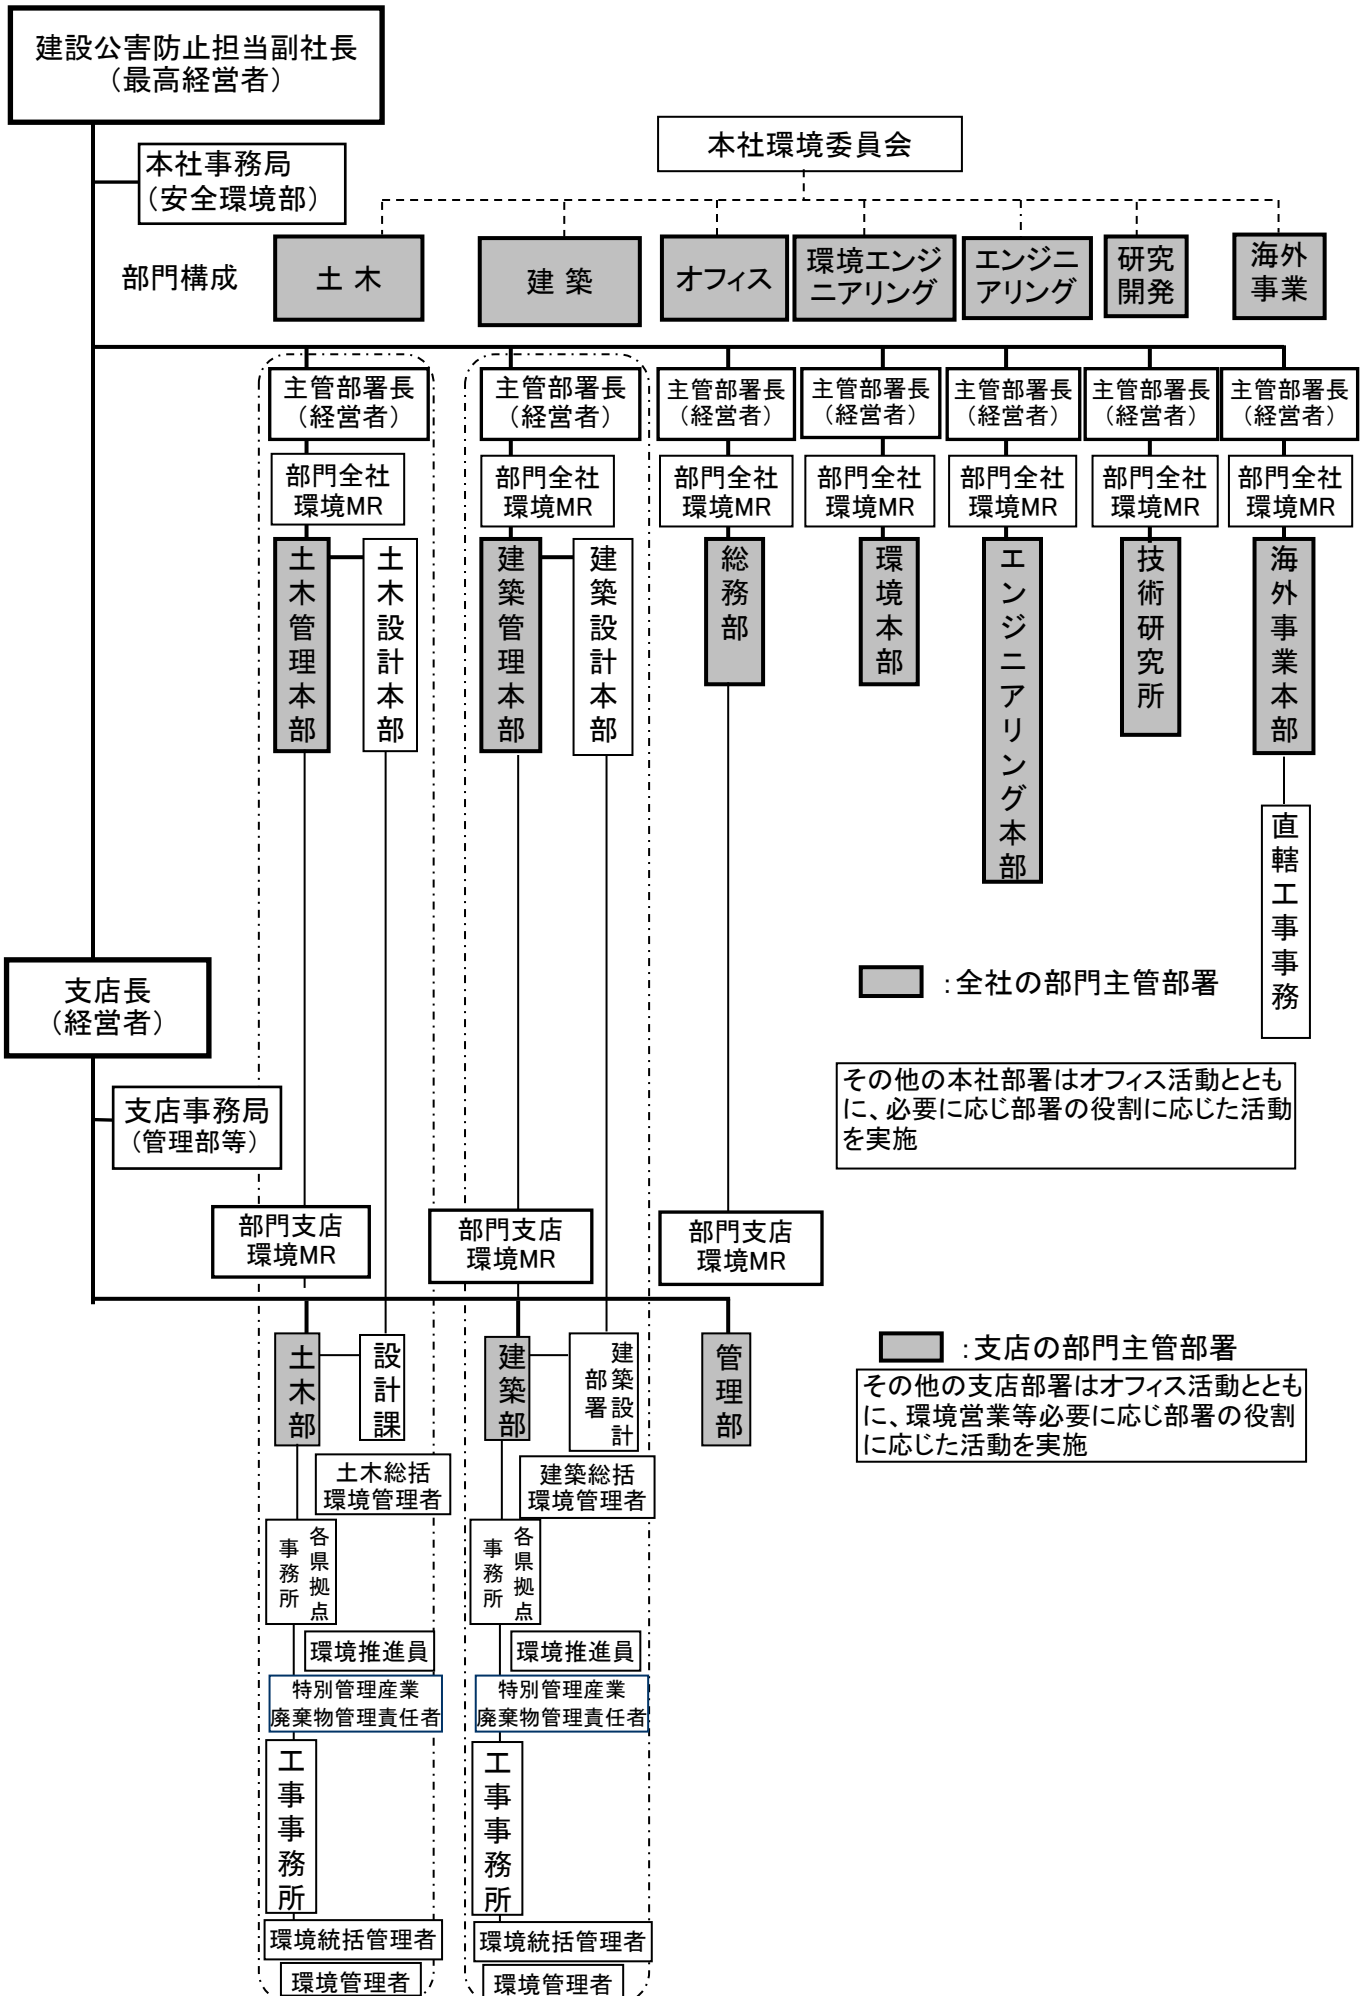 建設公害防止担当副社長
（最高経営者）
本社事務局
（安全環境部）
本社環境委員会
部門構成
土 木
建 築
オフィス
環境エンジ
ニアリング
エンジニ
アリング
研究
開発
海外
事業
主管部署長
（経営者）
主管部署長
（経営者）
主管部署長
（経営者）
主管部署長
（経営者）
主管部署長
（経営者）
主管部署長
（経営者）
主管部署長
（経営者）
部門全社
環境MR
部門全社
環境MR
部門全社
環境MR
部門全社
環境MR
部門全社
環境MR
部門全社
環境MR
部門全社
環境MR
土木管理本部
土木設計本部
建築管理本部
建築設計本部
総務部
環境本部
エンジニアリング本部
技術研究所
海外事業本部
直轄工事事務
支店長
（経営者）
：全社の部門主管部署
その他の本社部署はオフィス活動ととも
に、必要に応じ部署の役割に応じた活動
を実施
支店事務局
（管理部等）
部門支店
環境MR
部門支店
環境MR
部門支店
環境MR
土木部
設計課
建築部
建築設計
部署
管理部
：支店の部門主管部署
その他の支店部署はオフィス活動ととも
に、環境営業等必要に応じ部署の役割
に応じた活動を実施
土木総括
環境管理者
建築総括
環境管理者
各県拠点
事務所
各県拠点
事務所
環境推進員
環境推進員
特別管理産業
廃棄物管理責任者
特別管理産業
廃棄物管理責任者
工事事務所
工事事務所
環境統括管理者
環境統括管理者
環境管理者
環境管理者